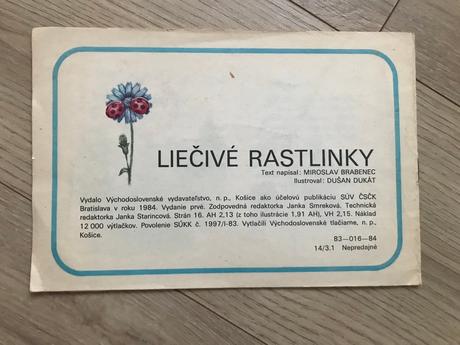 LIEČIVÉ RASTLINKY
Text napísal: MIROSLAV BRABENEC
Ilustroval: DUŠAN DUKÁT
Vydalo Východoslovenské vydavateľstvo, n. p., Košice ako účelovú publikáciu SÚV ČSČK
Bratislava v roku 1984. Vydanie prvé. Zodpovedná redaktorka Janka Smreková. Technická
redaktorka Janka Starincová. Strán 16. AH 2,13 (z toho ilustrácie 1,91 AH), VH 2,15. Náklad
12 000 výtlačkov. Povolenie SÚKK č. 1997/I-83. Vytlačili Východoslovenské tlačiarne, n. p.,
Košice.
83—016—84
14/3.1 Nepredajné